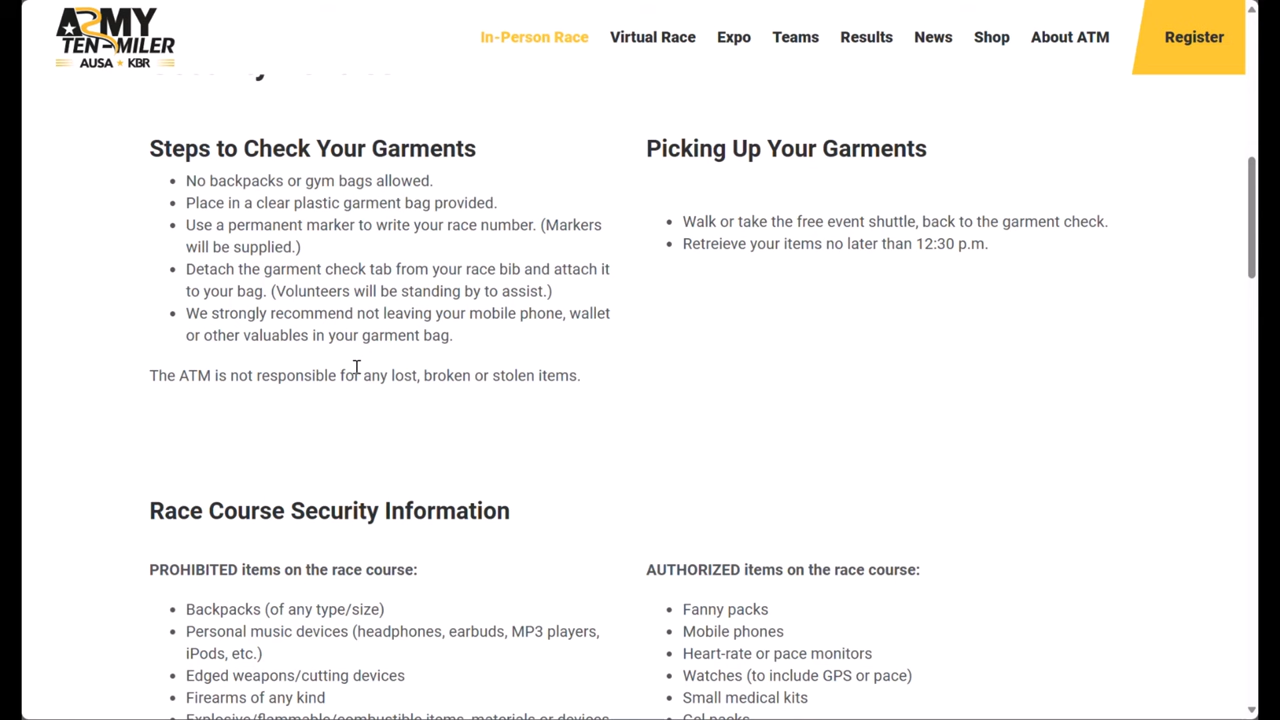 ARMY
TEN-MILER
AUSA ★ KBR
In-Person Race Virtual Race Expo Teams Results News Shop About ATM Register
Steps to Check Your Garments
• No backpacks or gym bags allowed.
• Place in a clear plastic garment bag provided.
• Use a permanent marker to write your race number. (Markers
will be supplied.)
• Detach the garment check tab from your race bib and attach it
to your bag. (Volunteers will be standing by to assist.)
• We strongly recommend not leaving your mobile phone, wallet
or other valuables in your garment bag.
The ATM is not responsible for any lost, broken or stolen items.
Picking Up Your Garments
• Walk or take the free event shuttle, back to the garment check.
• Retreieve your items no later than 12:30 p.m.
Race Course Security Information
PROHIBITED items on the race course:
• Backpacks (of any type/size)
• Personal music devices (headphones, earbuds, MP3 players,
iPods, etc.)
• Edged weapons/cutting devices
• Firearms of any kind
• Explosive/flammable/combustible items, materials or devices
AUTHORIZED items on the race course:
• Fanny packs
• Mobile phones
• Heart-rate or pace monitors
• Watches (to include GPS or pace)
• Small medical kits
• Gel packs